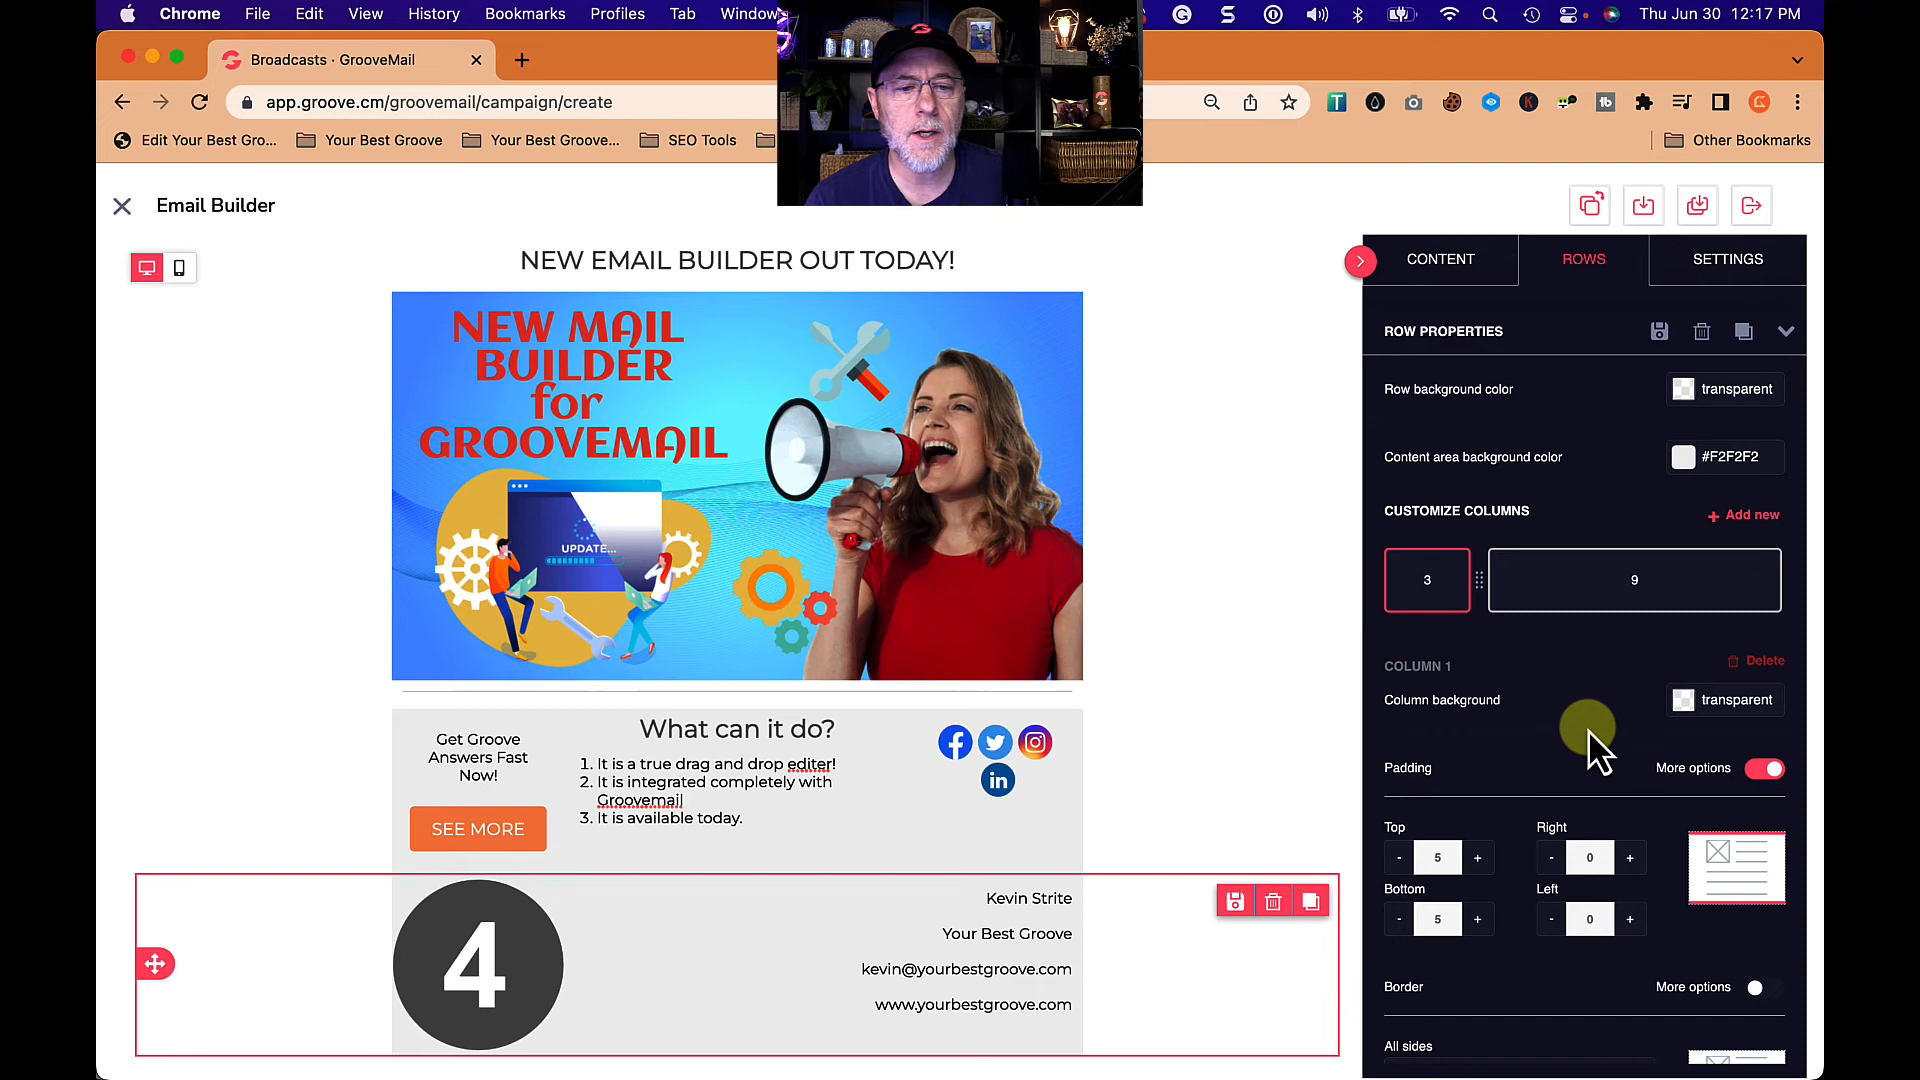 Chrome File Edit View History Bookmarks Profiles Tab Window Thu Jun 30 12:17 PM
Broadcasts · GrooveMail
app.groove.cm/groovemail/campaign/create
Edit Your Best Gro... Your Best Groove Your Best Groove... SEO Tools Other Bookmarks
Email Builder
NEW EMAIL BUILDER OUT TODAY!
NEW MAIL
BUILDER
for
GROOVEMAIL
UPDATE...
Get Groove
Answers Fast
Now!
SEE MORE
What can it do?
1. It is a true drag and drop editer!
2. It is integrated completely with
Groovemail
3. It is available today.
4
Kevin Strite
Your Best Groove
kevin@yourbestgroove.com
www.yourbestgroove.com
CONTENT ROWS SETTINGS
ROW PROPERTIES
Row background color transparent
Content area background color #F2F2F2
CUSTOMIZE COLUMNS + Add new
3 9
COLUMN 1 Delete
Column background transparent
Padding More options
Top Right
- 5 + - 0 +
Bottom Left
- 5 + - 0 +
Border More options
All sides